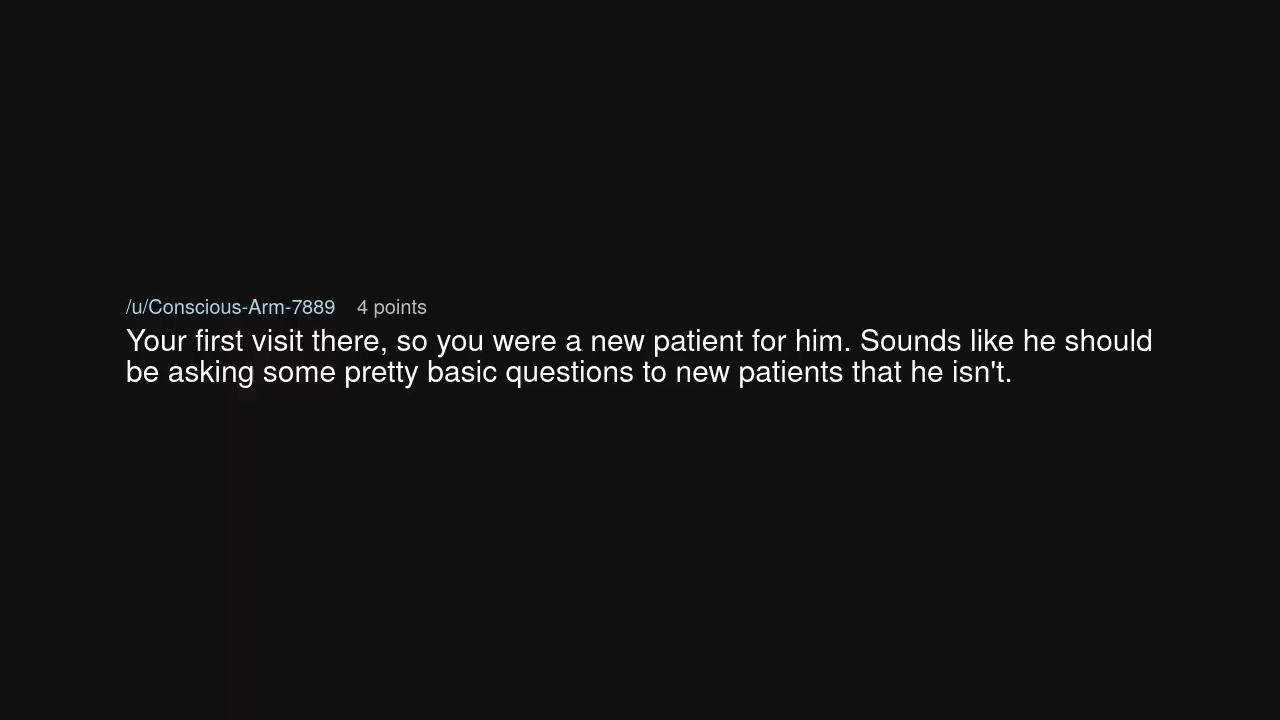 /u/Conscious-Arm-7889 4 points
Your first visit there, so you were a new patient for him. Sounds like he should
be asking some pretty basic questions to new patients that he isn't.